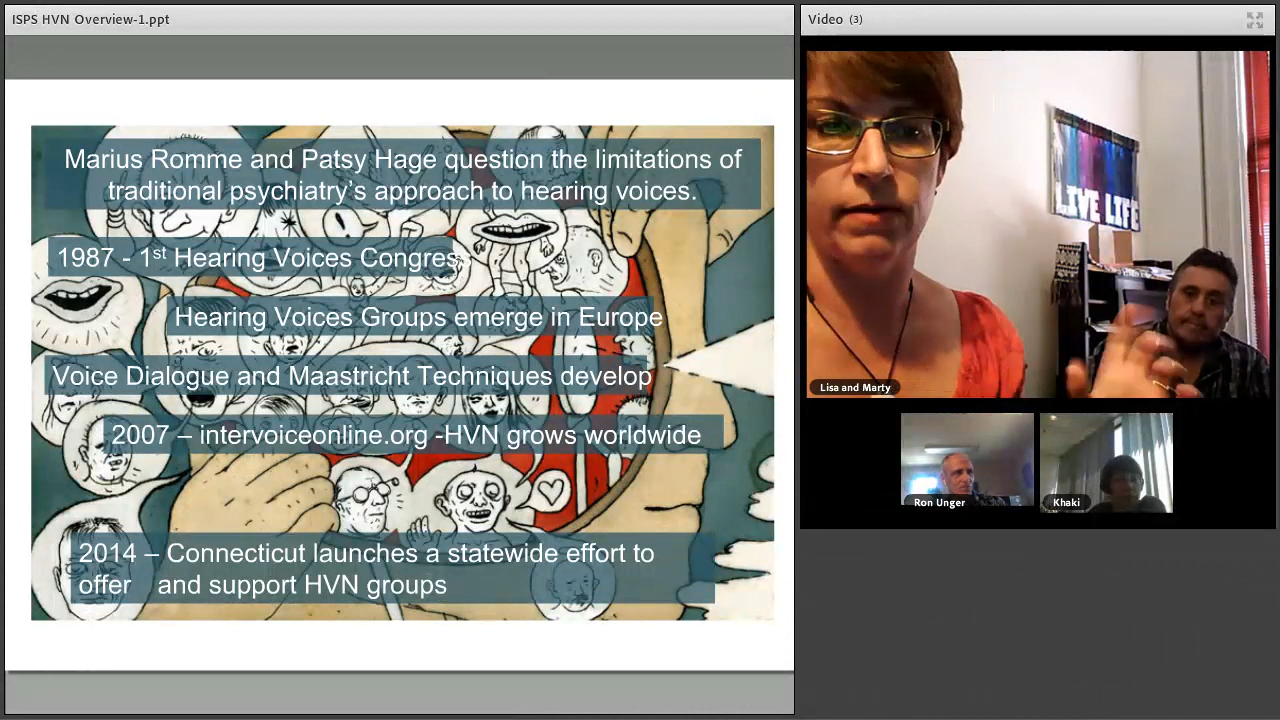 ISPS HVN Overview-1.ppt
Marius Romme and Patsy Hage question the limitations of
traditional psychiatry's approach to hearing voices.
1987 - 1st Hearing Voices Congress
Hearing Voices Groups emerge in Europe
Voice Dialogue and Maastricht Techniques develop
2007 – intervoiceonline.org -HVN grows worldwide
2014 – Connecticut launches a statewide effort to
offer and support HVN groups
Video (3)
LIVE LIFE
Lisa and Marty
Ron Unger
Khaki